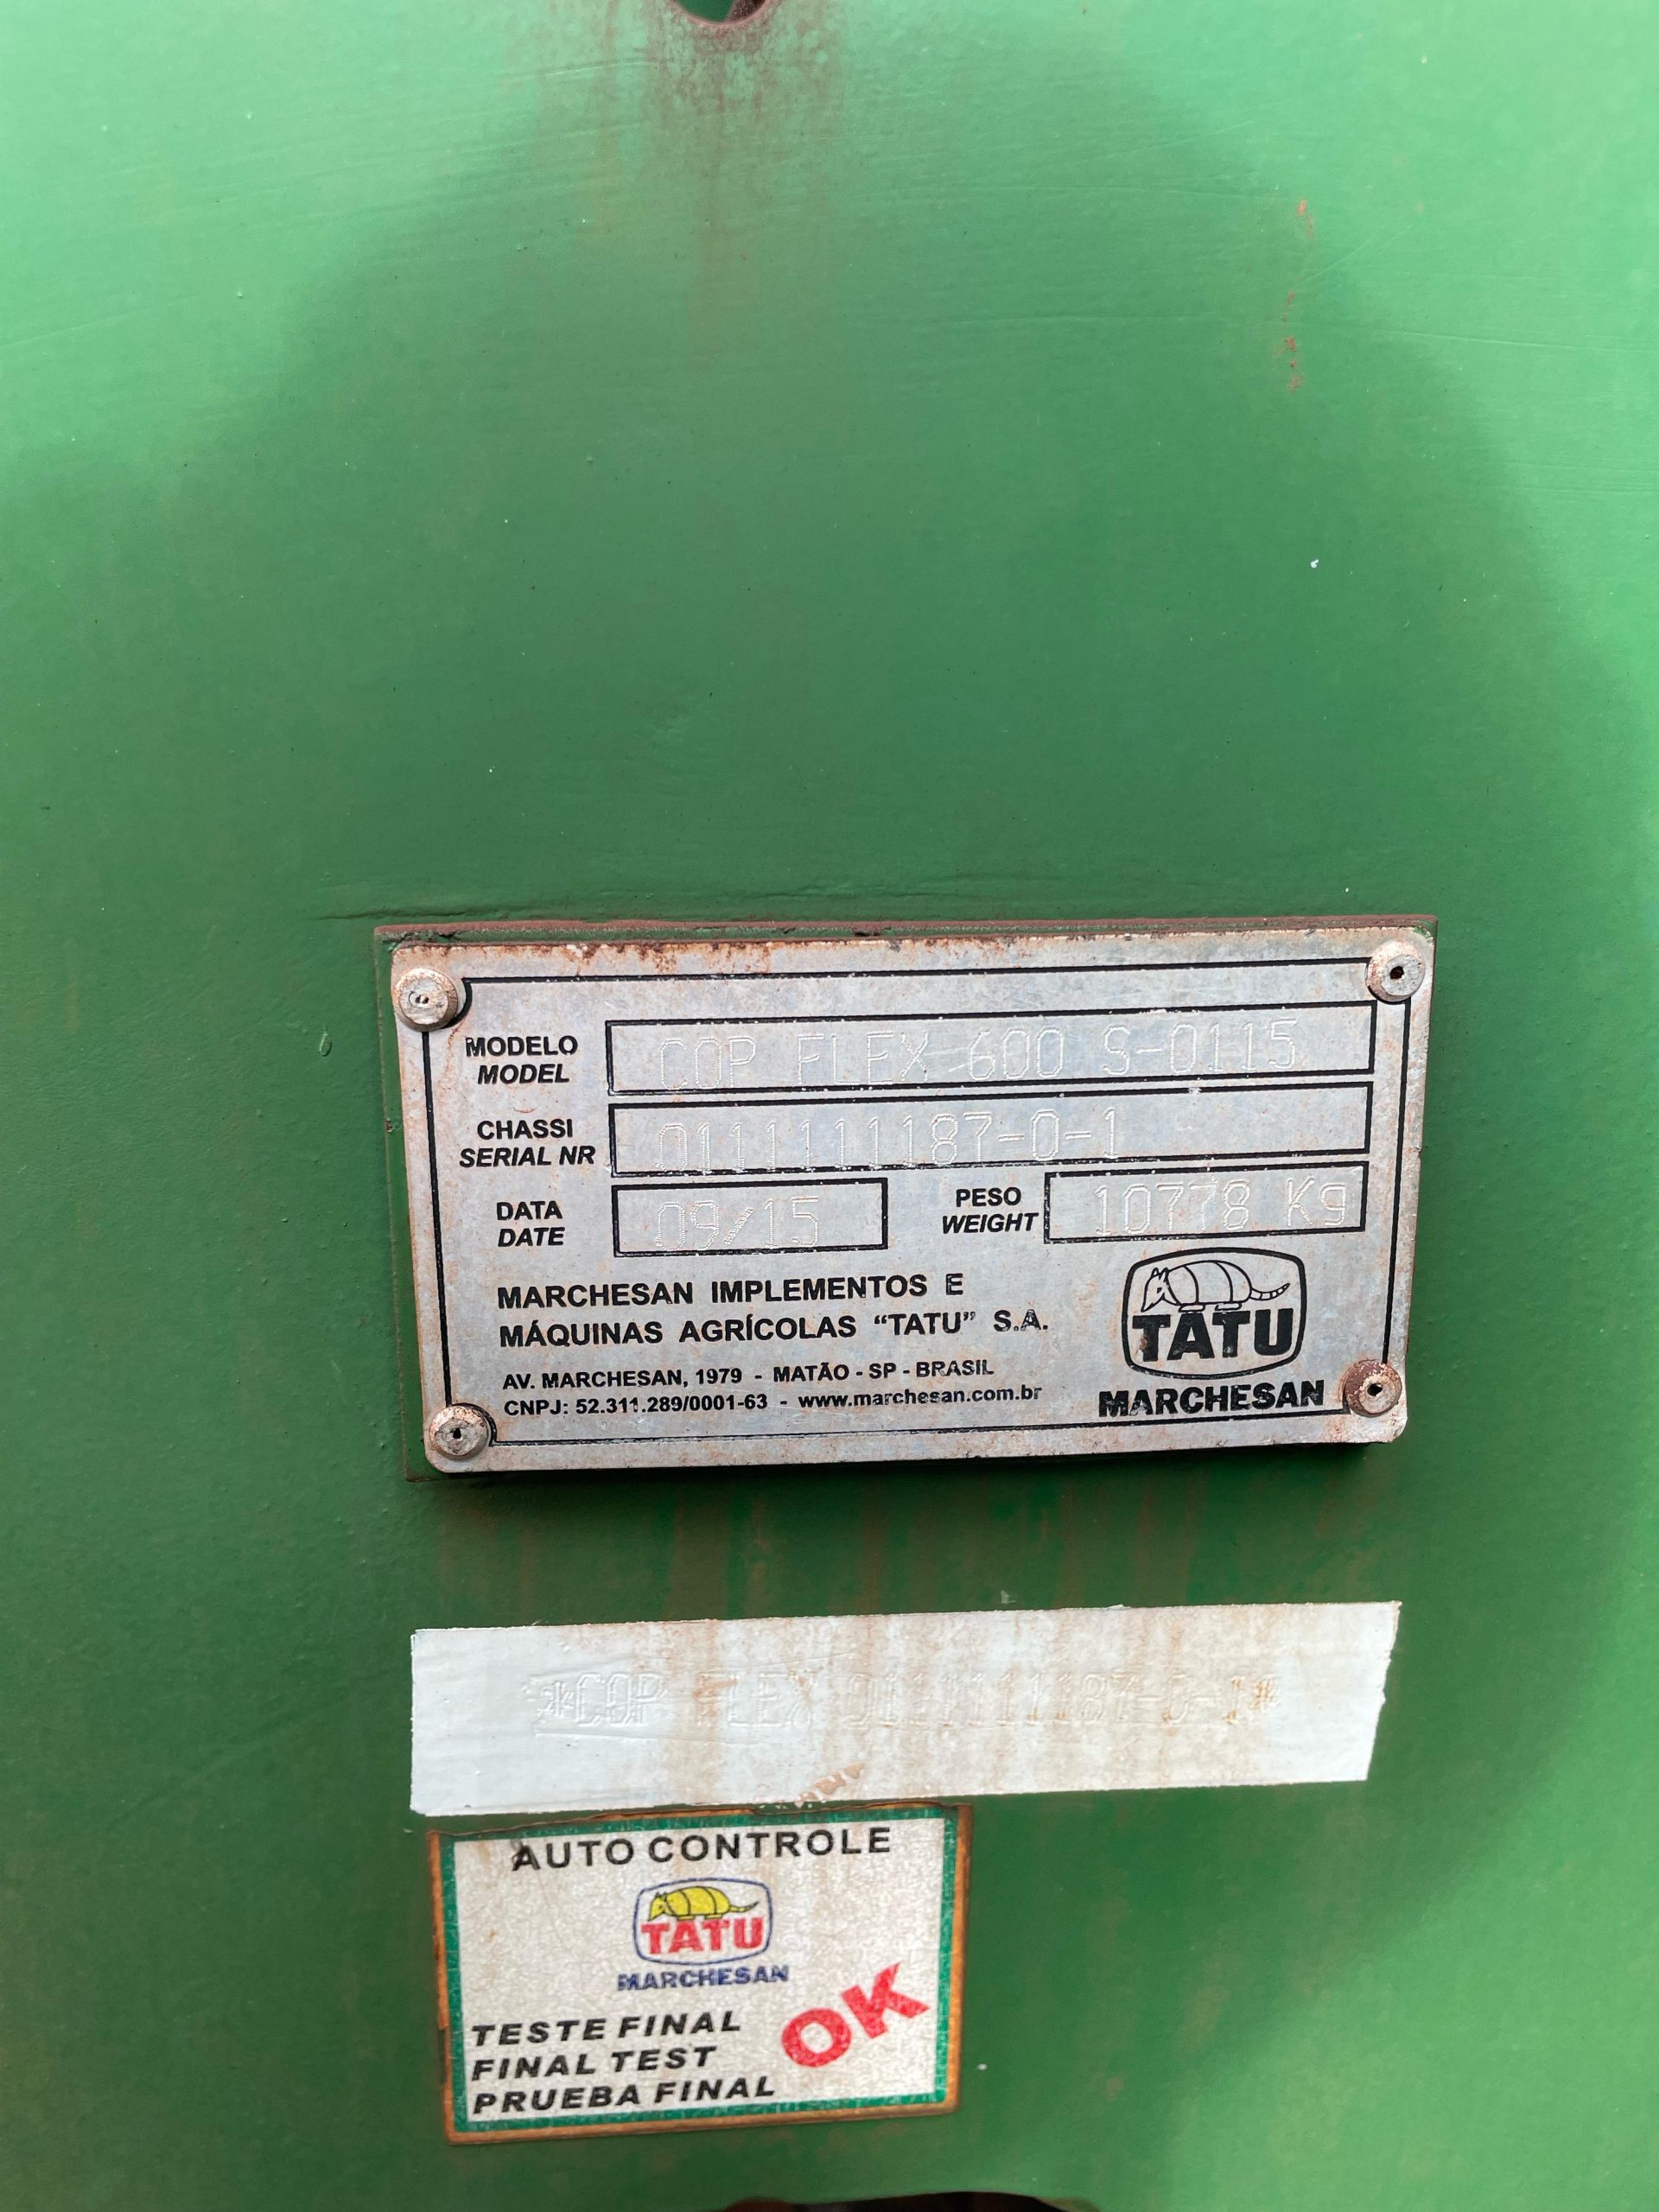 MODELO
MODEL
COP FLEX 600 S-0115
CHASSI
SERIAL NR
0111111187-0-1
DATA
DATE
09/15
PESO
WEIGHT
10778 Kg
MARCHESAN IMPLEMENTOS E
MÁQUINAS AGRÍCOLAS “TATU” S.A.
AV. MARCHESAN, 1979 - MATÃO - SP - BRASIL
CNPJ: 52.311.289/0001-63 - www.marchesan.com.br
TATU
MARCHESAN
*COP FLEX 0111111187-0-1*
AUTO CONTROLE
TATU
MARCHESAN
TESTE FINAL
FINAL TEST
PRUEBA FINAL
OK